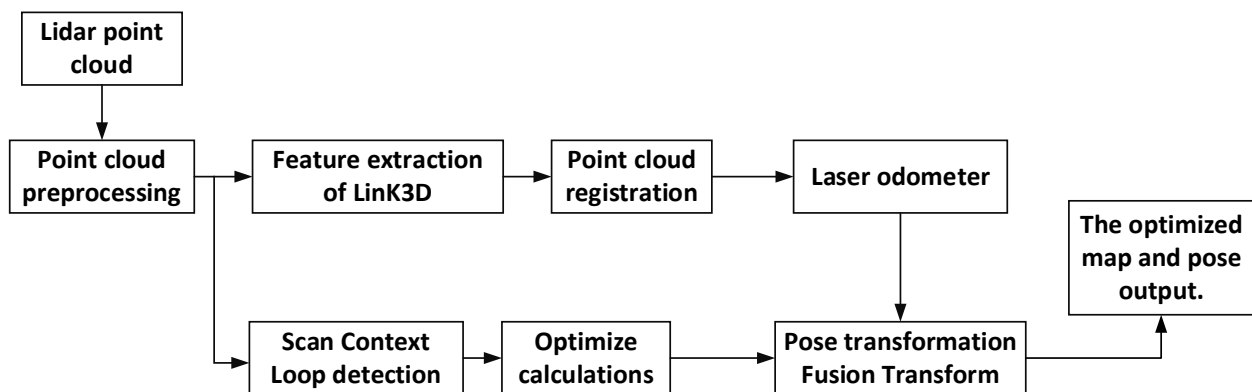 Lidar point
cloud
Point cloud
preprocessing
Feature extraction
of LinK3D
Point cloud
registration
Laser odometer
The optimized
map and pose
output.
Scan Context
Loop detection
Optimize
calculations
Pose transformation
Fusion Transform